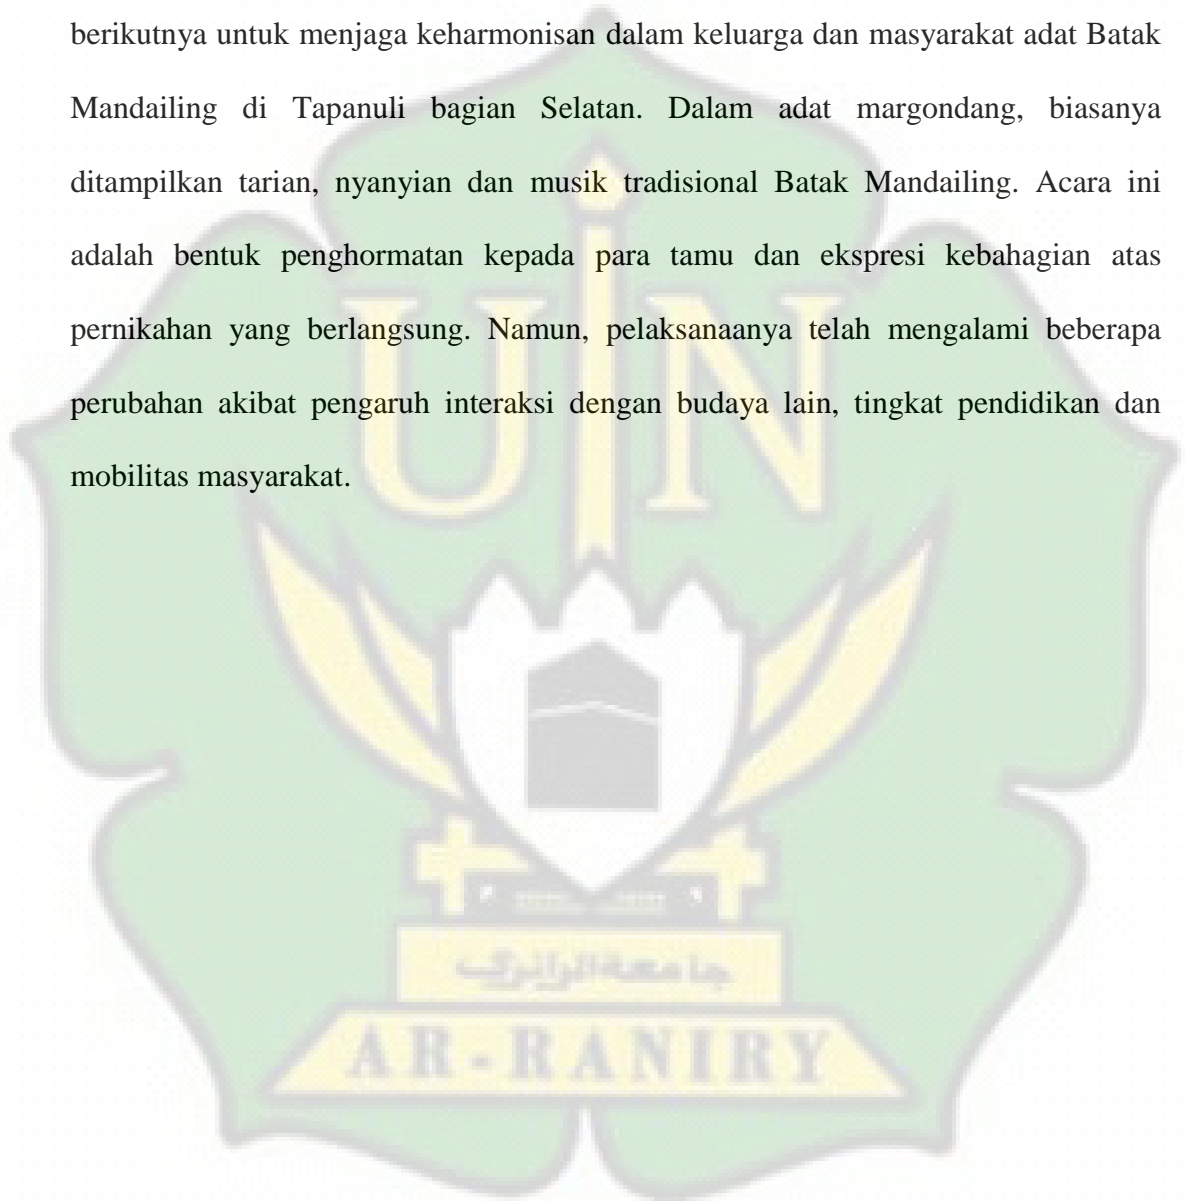 berikutnya untuk menjaga keharmonisan dalam keluarga dan masyarakat adat Batak
Mandailing di Tapanuli bagian Selatan. Dalam adat margondang, biasanya
ditampilkan tarian, nyanyian dan musik tradisional Batak Mandailing. Acara ini
adalah bentuk penghormatan kepada para tamu dan ekspresi kebahagian atas
pernikahan yang berlangsung. Namun, pelaksanaanya telah mengalami beberapa
perubahan akibat pengaruh interaksi dengan budaya lain, tingkat pendidikan dan
mobilitas masyarakat.
UIN
جامعة الرانري
AR-RANIRY